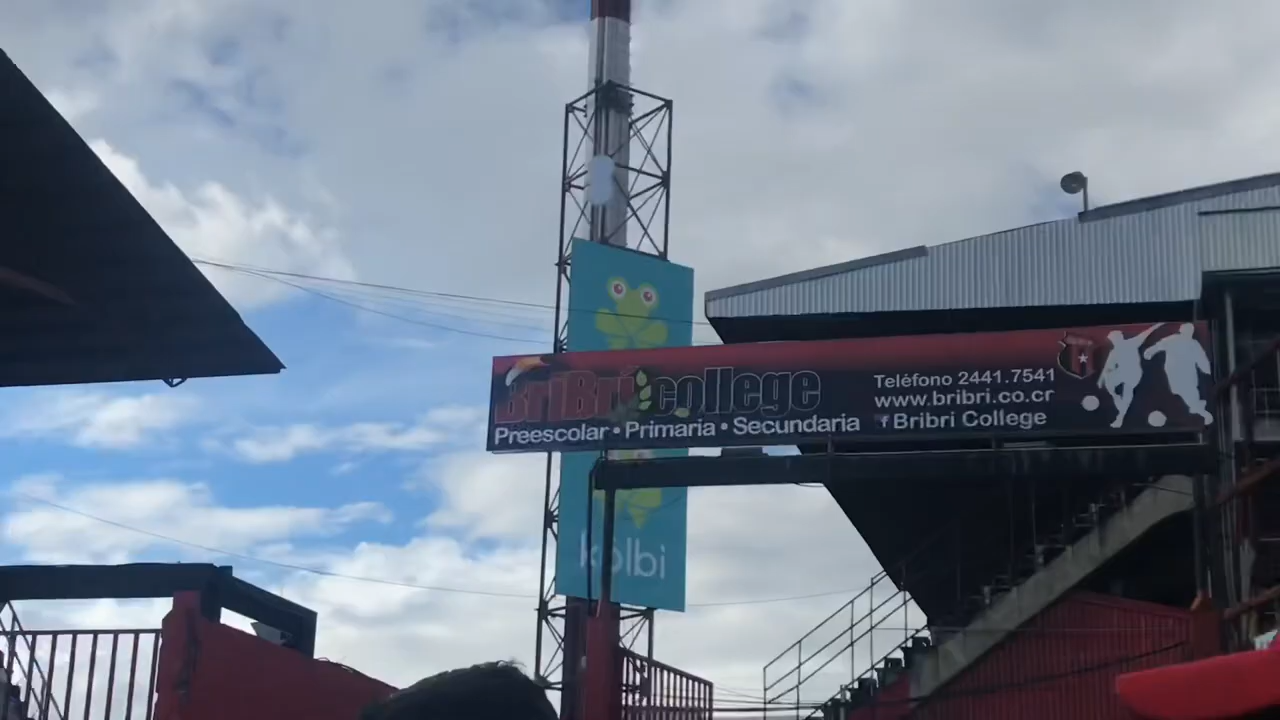 BriBri college
Preescolar • Primaria • Secundaria
Teléfono 2441.7541
www.bribri.co.cr
f Bribri College
kolbi